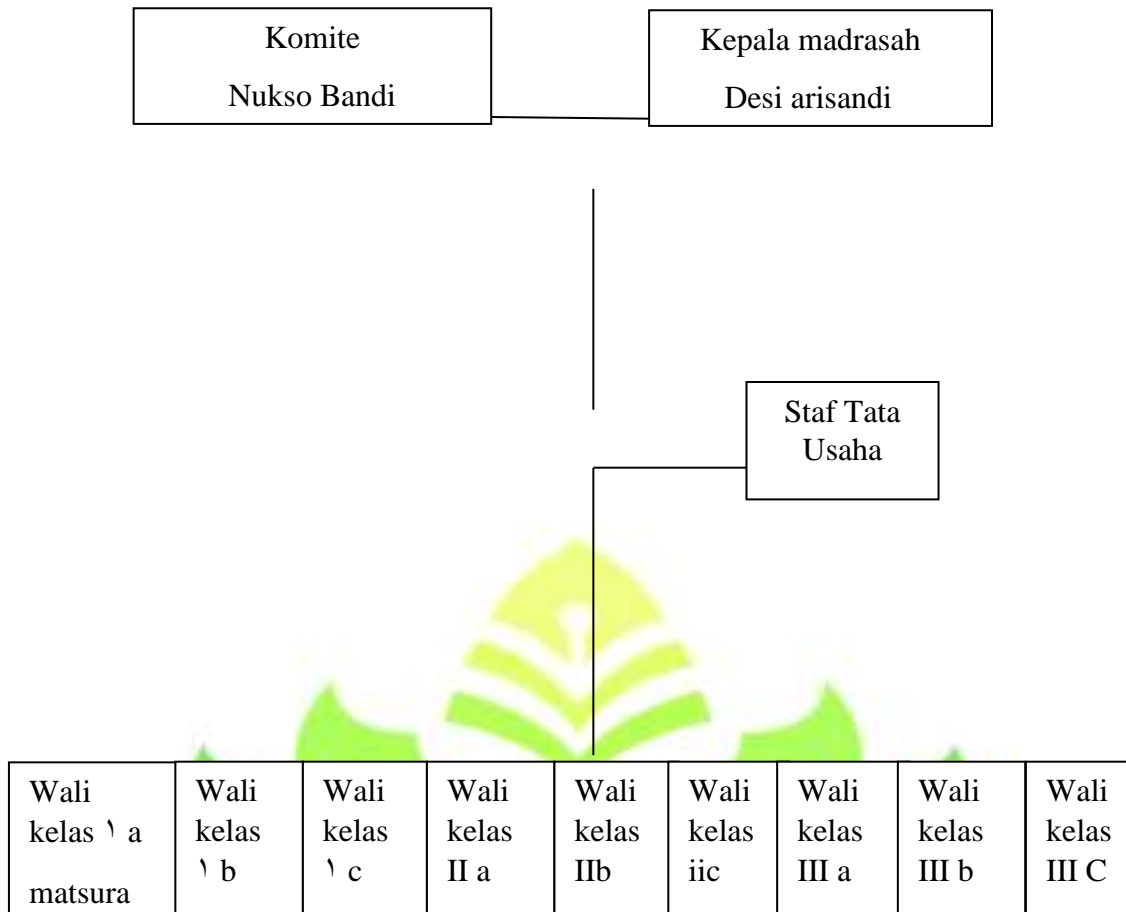 Komite
Nukso Bandi
Kepala madrasah
Desi arisandi
Staf Tata
Usaha
Wali
kelas ١ a
matsura
Wali
kelas
١ b
Wali
kelas
١ c
Wali
kelas
II a
Wali
kelas
IIb
Wali
kelas
iic
Wali
kelas
III a
Wali
kelas
III b
Wali
kelas
III C